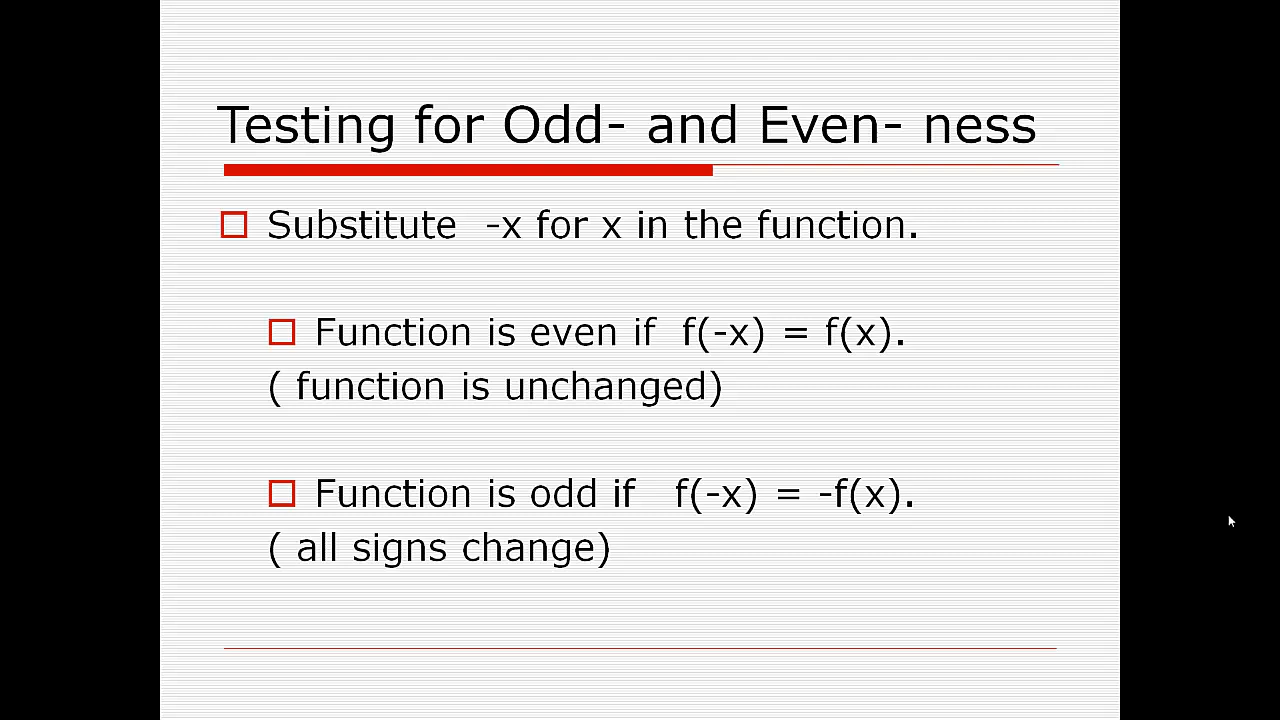 Testing for Odd- and Even- ness
Substitute  -x for x in the function.
Function is even if  f(-x) = f(x).
( function is unchanged)
Function is odd if   f(-x) = -f(x).
( all signs change)